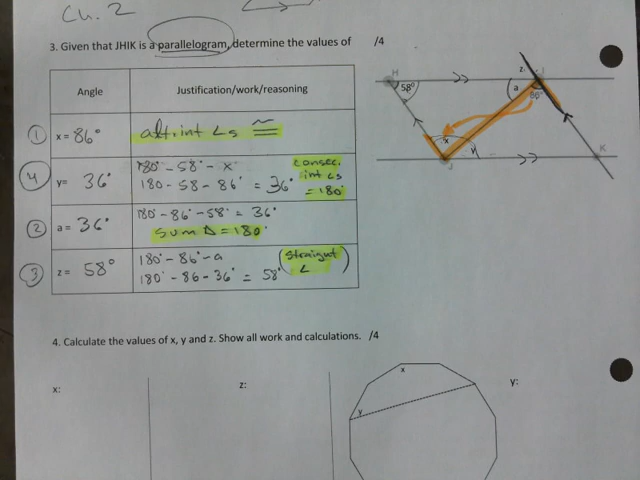 Ch. 2
3. Given that JHIK is a parallelogram, determine the values of /4
Angle Justification/work/reasoning
① x = 86° alt int ∠s ≅
④ y= 36° 180° - 58° - x consec.
180 - 58 - 86° = 36° int ∠s
= 180°
② a = 36° 180° - 86° - 58° = 36°
sum Δ = 180°
③ z = 58° 180° - 86 - a (straight
180° - 86 - 36° = 58° ∠)
H 58° z a 86° x y J K
4. Calculate the values of x, y and z. Show all work and calculations. /4
x: z: y:
x
y